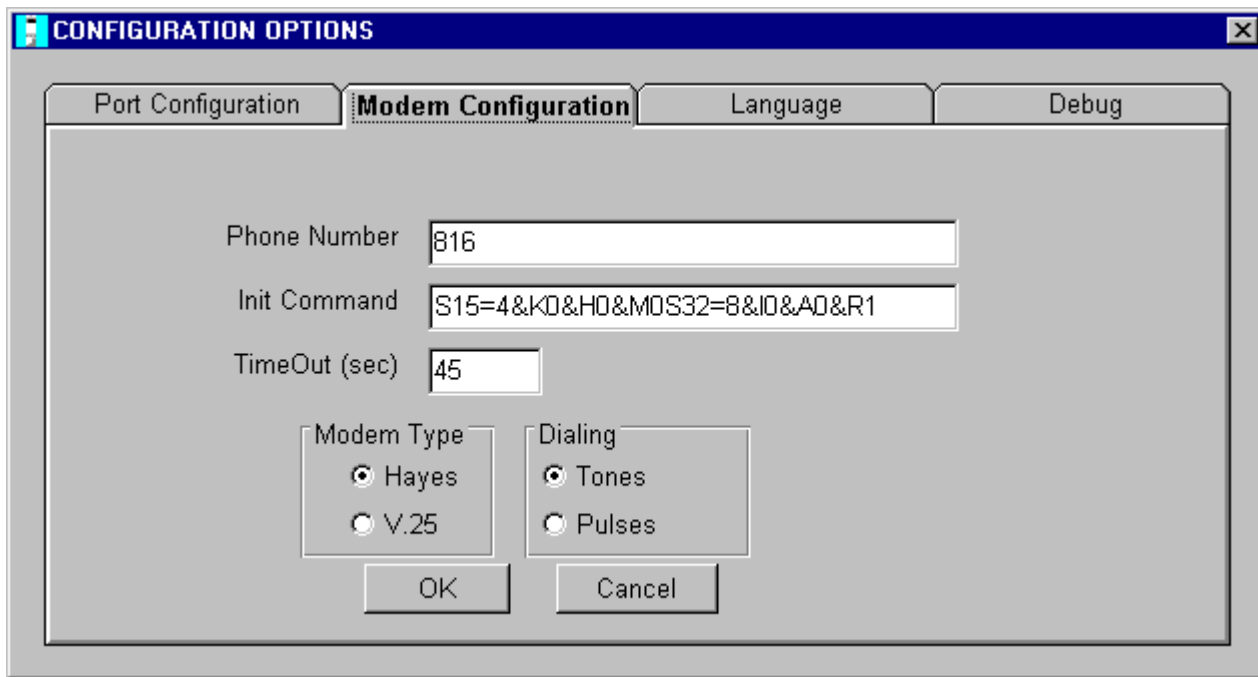 CONFIGURATION OPTIONS
Port Configuration Modem Configuration Language Debug
Phone Number 816
Init Command S15=4&K0&H0&M0S32=8&I0&A0&R1
TimeOut (sec) 45
Modem Type Dialing
Hayes Tones
V.25 Pulses
OK Cancel